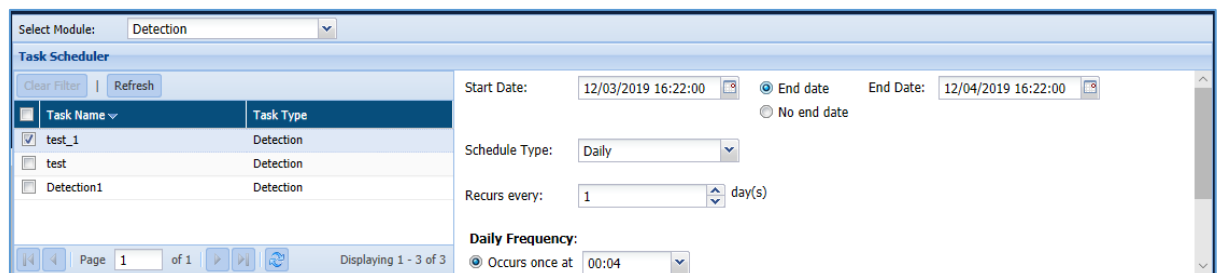 Select Module: Detection
Task Scheduler
Clear Filter | Refresh
Task Name Task Type
test_1 Detection
test Detection
Detection1 Detection
Page 1 of 1 Displaying 1 - 3 of 3
Start Date: 12/03/2019 16:22:00 End date End Date: 12/04/2019 16:22:00
No end date
Schedule Type: Daily
Recurs every: 1 day(s)
Daily Frequency:
Occurs once at 00:04